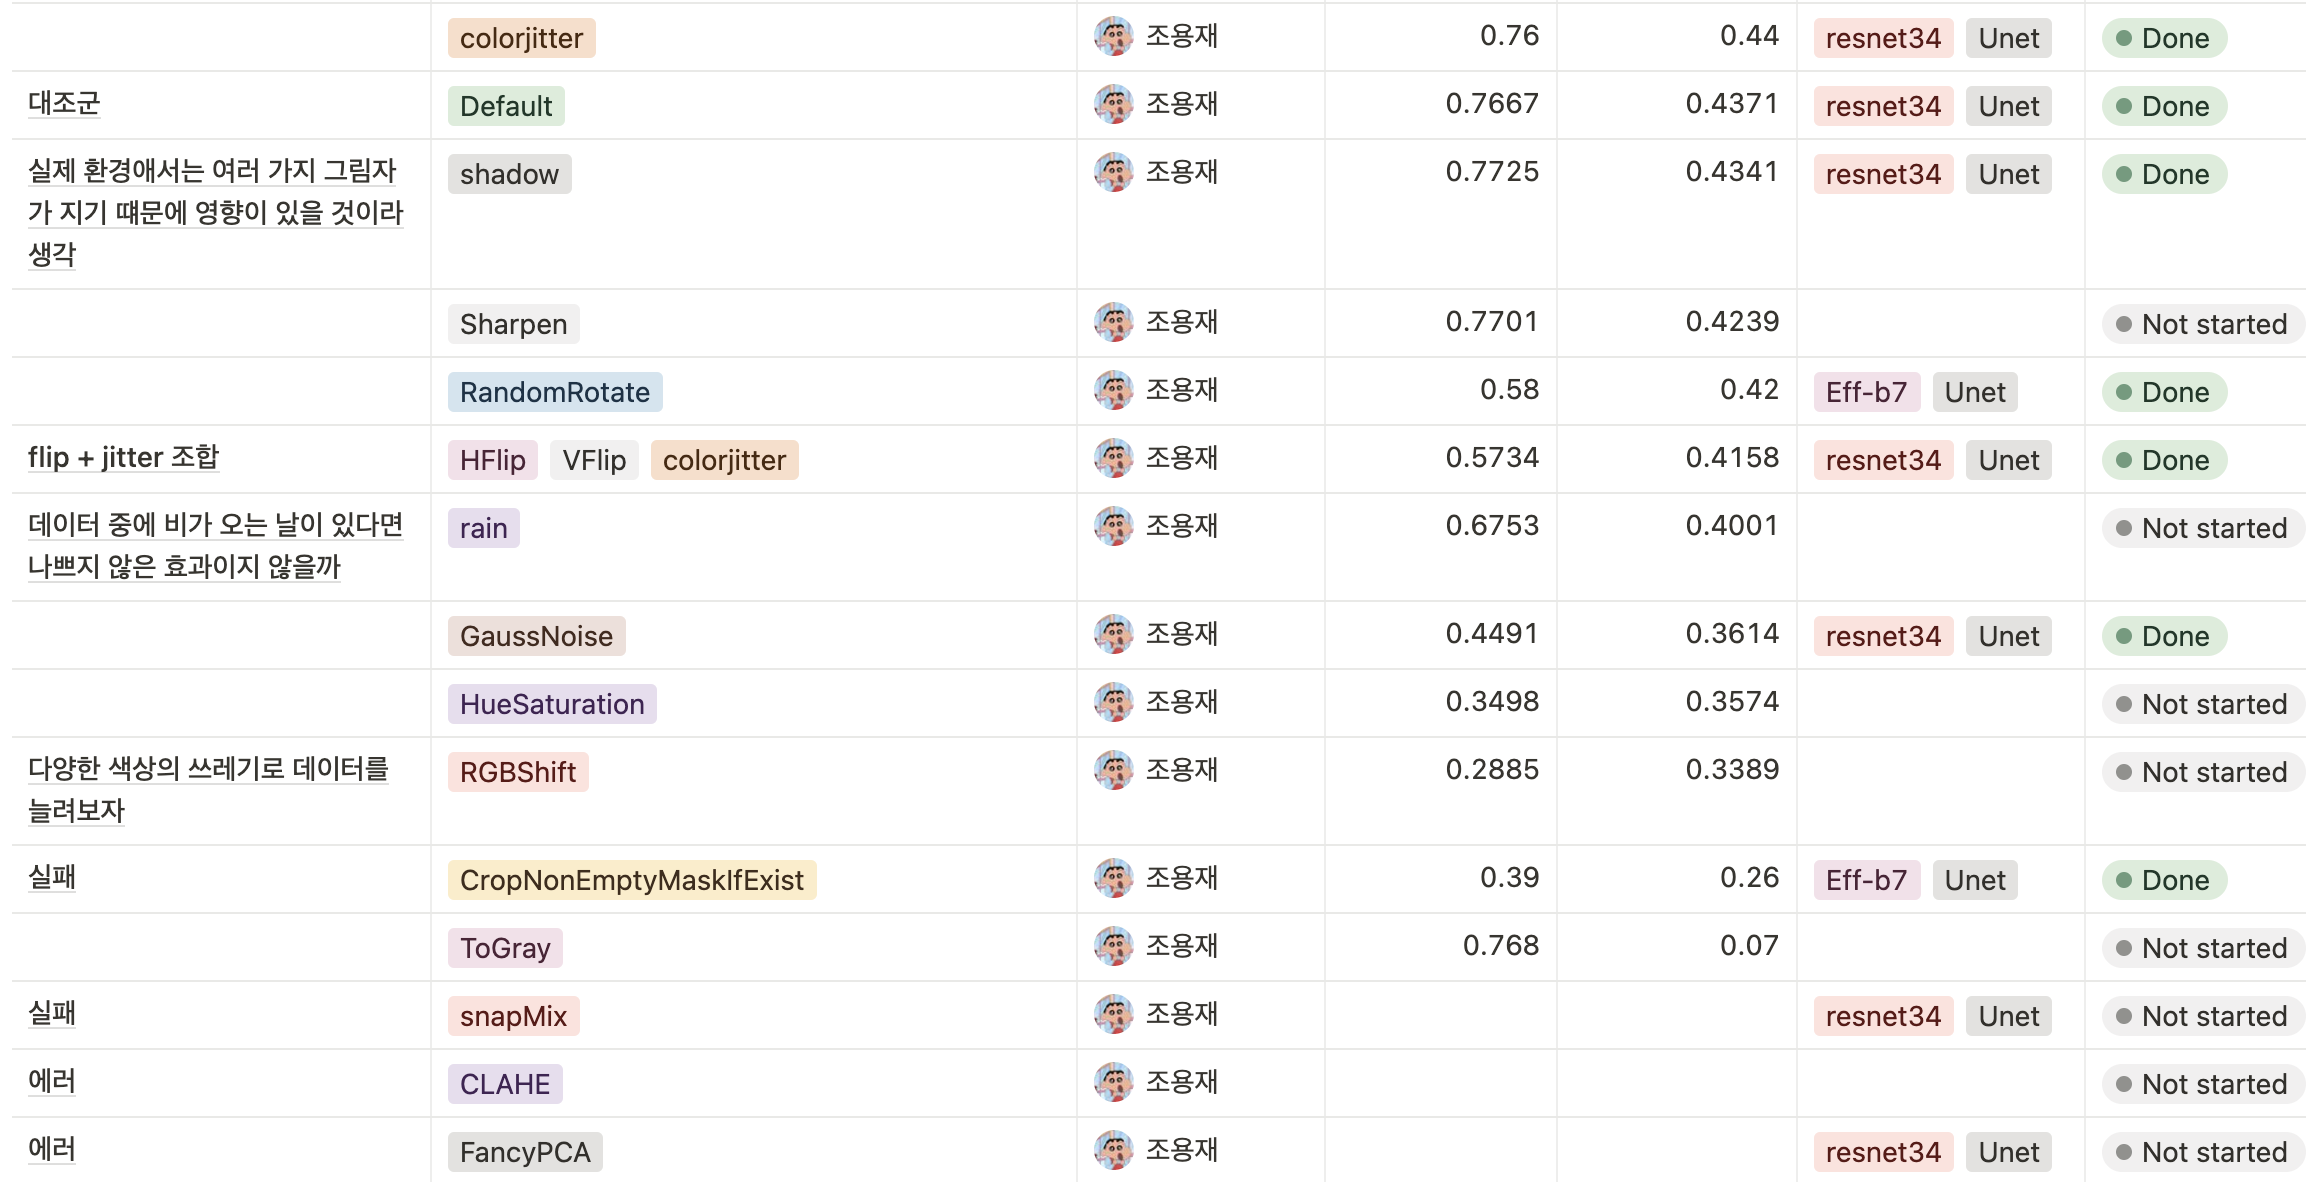 colorjitter 조용재 0.76 0.44 resnet34 Unet Done
대조군 Default 조용재 0.7667 0.4371 resnet34 Unet Done
실제 환경애서는 여러 가지 그림자 shadow 조용재 0.7725 0.4341 resnet34 Unet Done
가 지기 떄문에 영향이 있을 것이라
생각
Sharpen 조용재 0.7701 0.4239 Not started
RandomRotate 조용재 0.58 0.42 Eff-b7 Unet Done
flip + jitter 조합 HFlip VFlip colorjitter 조용재 0.5734 0.4158 resnet34 Unet Done
데이터 중에 비가 오는 날이 있다면 rain 조용재 0.6753 0.4001 Not started
나쁘지 않은 효과이지 않을까
GaussNoise 조용재 0.4491 0.3614 resnet34 Unet Done
HueSaturation 조용재 0.3498 0.3574 Not started
다양한 색상의 쓰레기로 데이터를 RGBShift 조용재 0.2885 0.3389 Not started
늘려보자
실패 CropNonEmptyMaskIfExist 조용재 0.39 0.26 Eff-b7 Unet Done
ToGray 조용재 0.768 0.07 Not started
실패 snapMix 조용재 resnet34 Unet Not started
에러 CLAHE 조용재 Not started
에러 FancyPCA 조용재 resnet34 Unet Not started